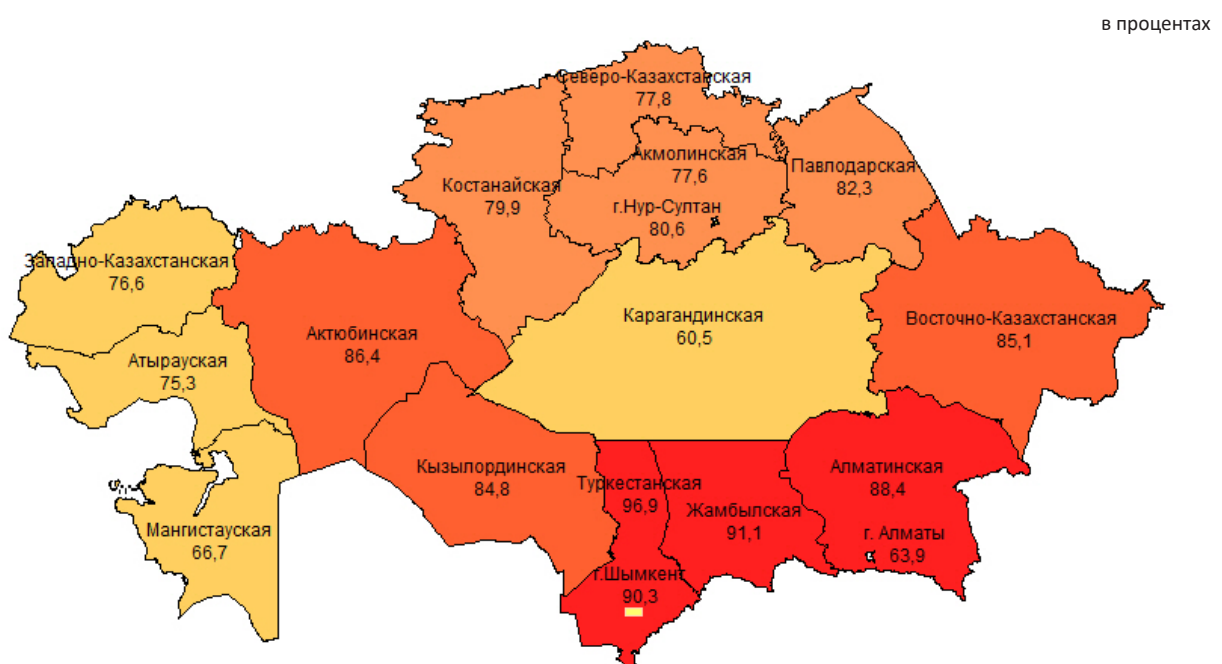 в процентах
Северо-Казахстанская
77,8
Акмолинская
77,6
Павлодарская
82,3
Костанайская
79,9
г.Нур-Султан
80,6
Западно-Казахстанская
76,6
Карагандинская
60,5
Восточно-Казахстанская
85,1
Актюбинская
86,4
Атырауская
75,3
Кызылординская
84,8
Туркестанская
96,9
Жамбылская
91,1
Алматинская
88,4
Мангистауская
66,7
г. Алматы
63,9
г.Шымкент
90,3